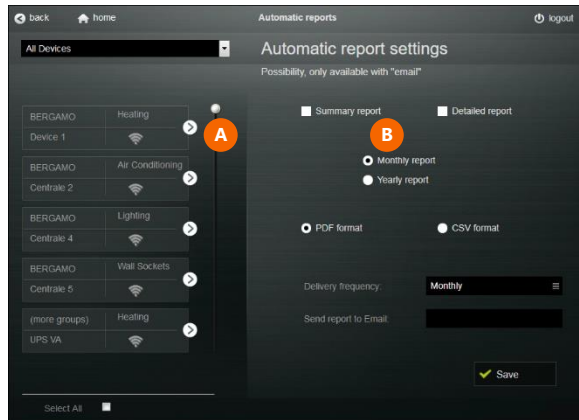 back
home
Automatic reports
logout
All Devices
Automatic report settings
Possibility, only available with "email"
BERGAMO Heating
Device 1
BERGAMO Air Conditioning
Centrale 2
BERGAMO Lighting
Centrale 4
BERGAMO Wall Sockets
Centrale 5
(more groups) Heating
UPS VA
Select All
A
Summary report
Detailed report
B
Monthly report
Yearly report
PDF format
CSV format
Delivery frequency: Monthly
Send report to Email:
Save